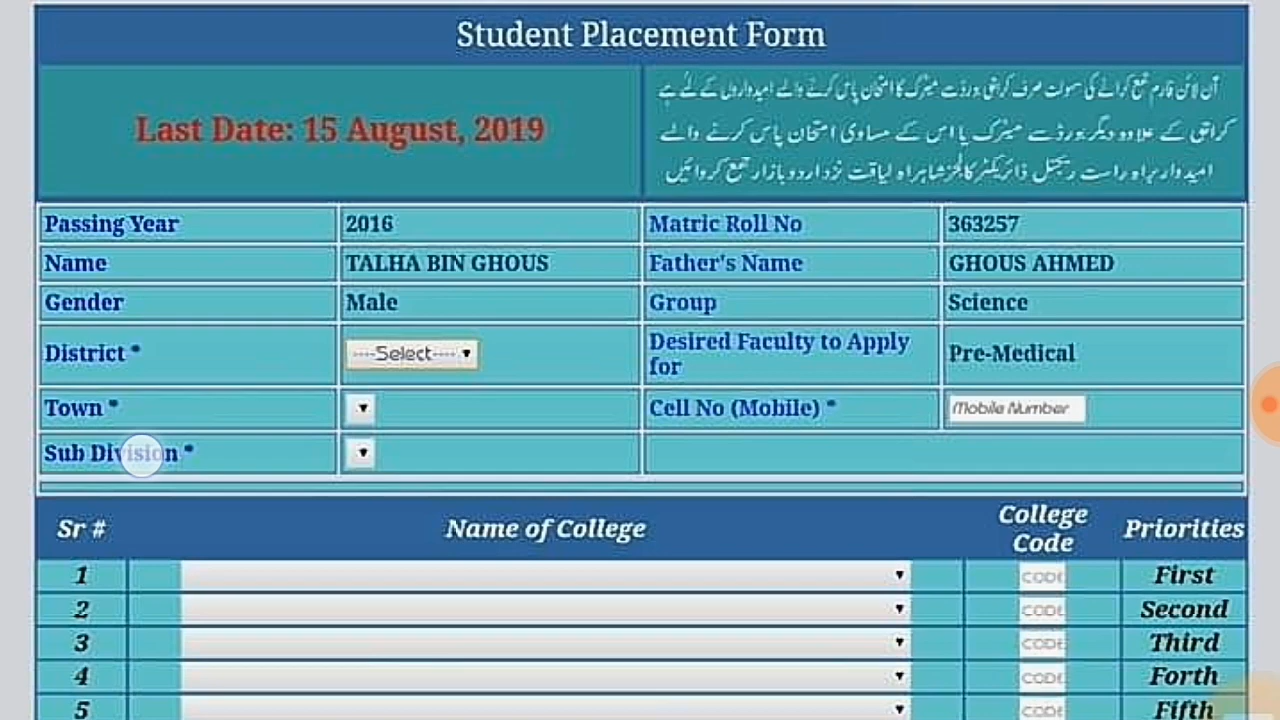 Student Placement Form
Last Date: 15 August, 2019
آن لائن فارم جمع کرانے کی سہولت صرف کراچی بورڈ سے میٹرک کا امتحان پاس کرنے والے امیدواروں کے لئے ہے
کراچی کے علاوہ دیگر بورڈ سے میٹرک یا اس کے مساوی امتحان پاس کرنے والے
امیدوار براہ راست ریجنل ڈائریکٹر کالجز شاہراہ لیاقت نزد اردو بازار جمع کروائیں
Passing Year 2016 Matric Roll No 363257
Name TALHA BIN GHOUS Father's Name GHOUS AHMED
Gender Male Group Science
District * ----Select---- Desired Faculty to Apply for Pre-Medical
Town * Cell No (Mobile) * Mobile Number
Sub Division *
Sr # Name of College College Code Priorities
1 CODE First
2 CODE Second
3 CODE Third
4 CODE Forth
5 CODE Fifth